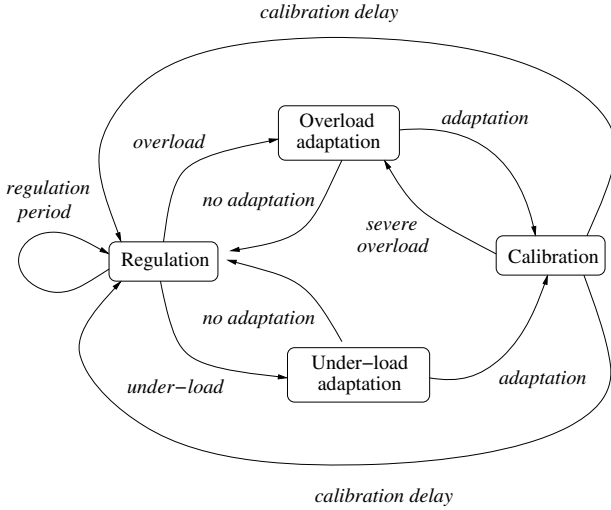 calibration delay
Overload
adaptation
adaptation
overload
regulation
period
no adaptation
severe
overload
Regulation
Calibration
no adaptation
Under−load
adaptation
under−load
adaptation
calibration delay